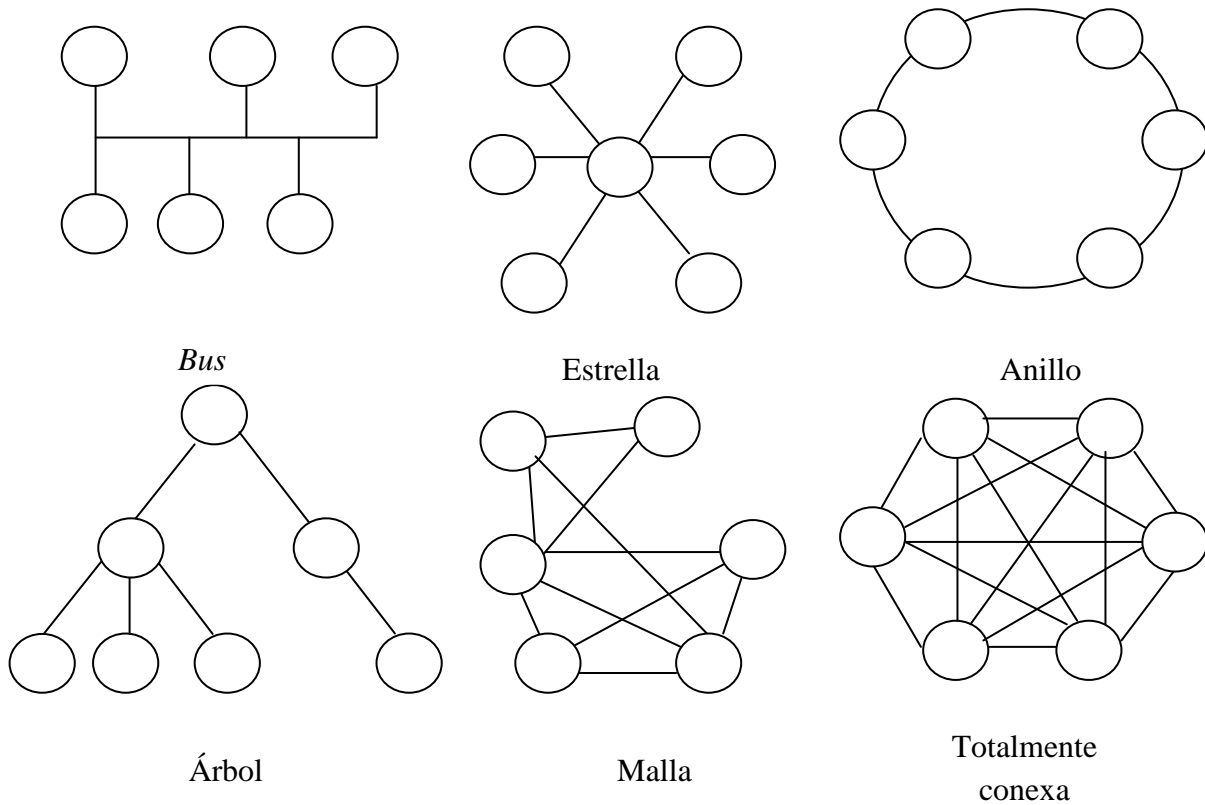 Bus
Estrella
Anillo
Árbol
Malla
Totalmente
conexa